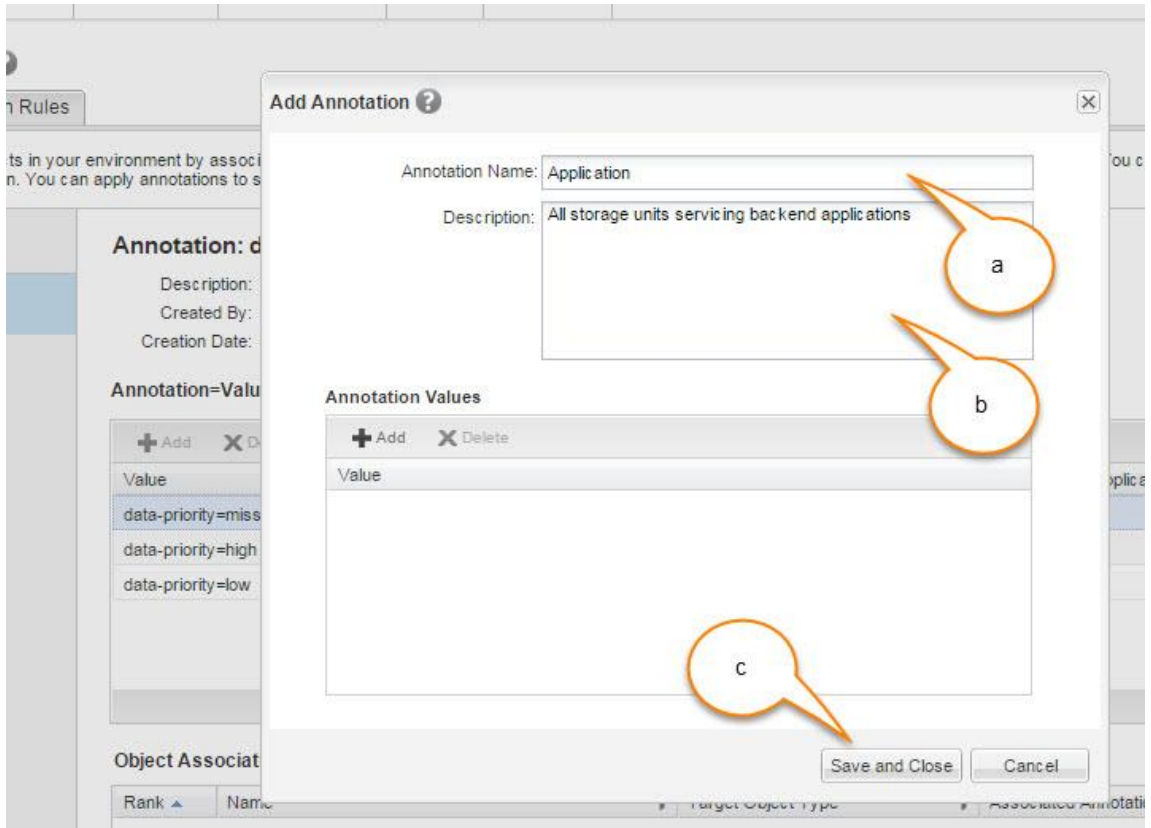 n Rules
Add Annotation
ts in your environment by associ
ou c
n. You can apply annotations to s
Annotation Name: Application
Description: All storage units servicing backend applications
a
Annotation: d
Description:
Created By:
Creation Date:
b
Annotation=Valu
Annotation Values
Add
Add Delete
Value
Value
plica
data-priority=miss
data-priority=high
data-priority=low
c
Object Associat
Save and Close
Cancel
Rank Name Target Object Type Associated Annotati